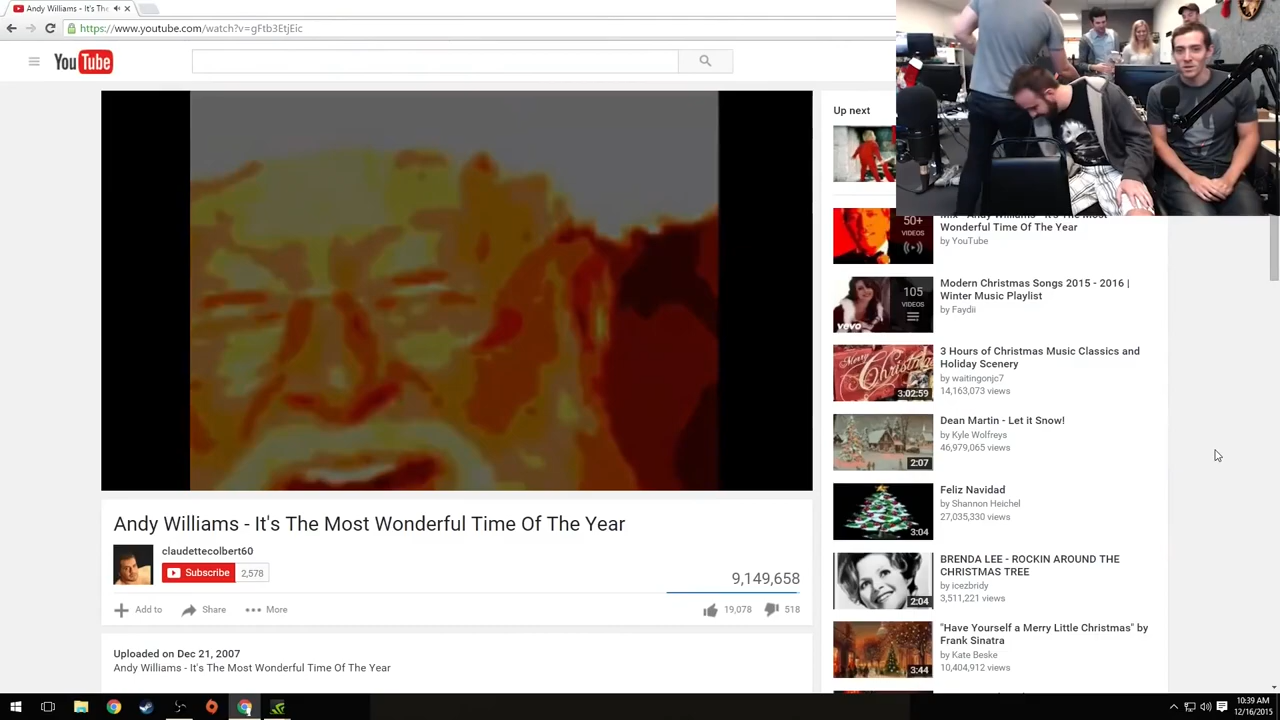 Andy Williams - It's The
https://www.youtube.com/watch?v=gFtb3EtjEic
YouTube
Up next
50+
VIDEOS
Mix - Andy Williams - It's The Most
Wonderful Time Of The Year
by YouTube
105
VIDEOS
vevo
Modern Christmas Songs 2015 - 2016 |
Winter Music Playlist
by Faydii
Merry
Christmas
3:02:59
3 Hours of Christmas Music Classics and
Holiday Scenery
by waitingonjc7
14,163,073 views
2:07
Dean Martin - Let it Snow!
by Kyle Wolfreys
46,979,065 views
3:04
Feliz Navidad
by Shannon Heichel
27,035,330 views
2:04
BRENDA LEE - ROCKIN AROUND THE
CHRISTMAS TREE
by icezbridy
3,511,221 views
3:44
"Have Yourself a Merry Little Christmas" by
Frank Sinatra
by Kate Beske
10,404,912 views
Andy Williams - It's The Most Wonderful Time Of The Year
claudettecolbert60
Subscribe 2,578
9,149,658
Add to Share More
19,078 518
Uploaded on Dec 21, 2007
Andy Williams - It's The Most Wonderful Time Of The Year
10:39 AM
12/16/2015